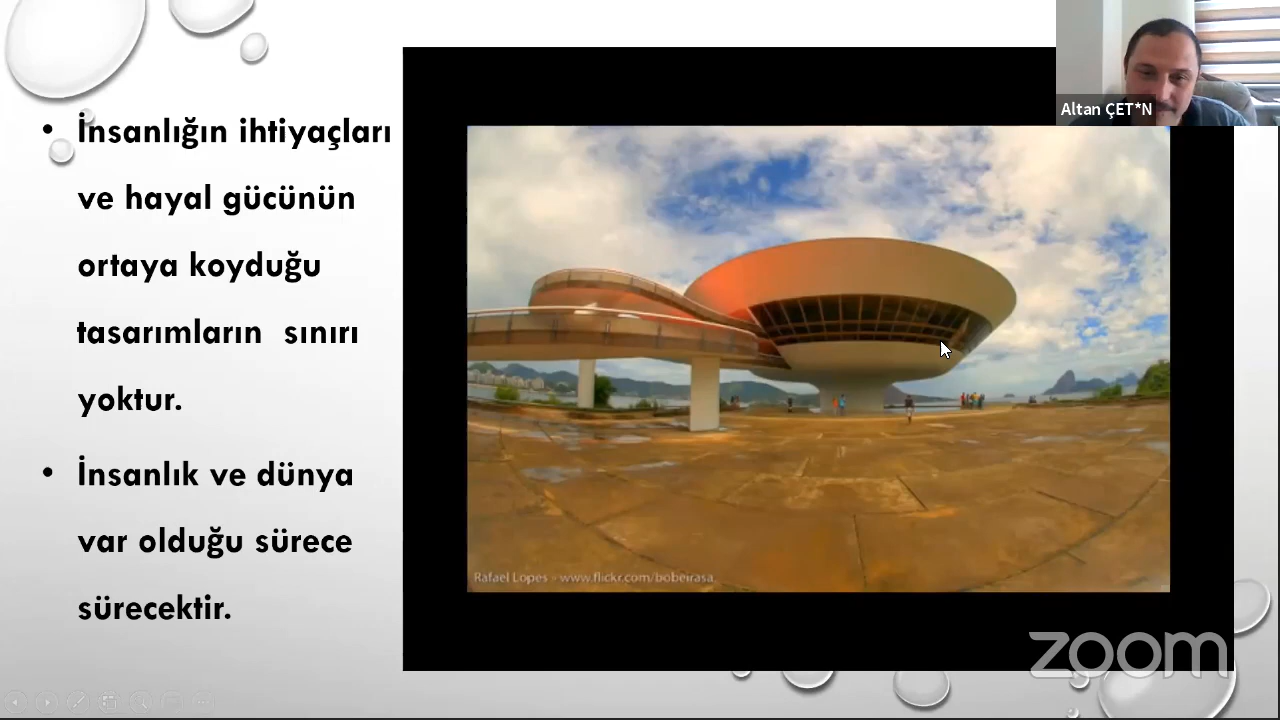 • İnsanlığın ihtiyaçları
ve hayal gücünün
ortaya koyduğu
tasarımların sınırı
yoktur.
• İnsanlık ve dünya
var olduğu sürece
sürecektir.
Altan ÇET*N
Rafael Lopes - www.flickr.com/bobeirasa
zoom